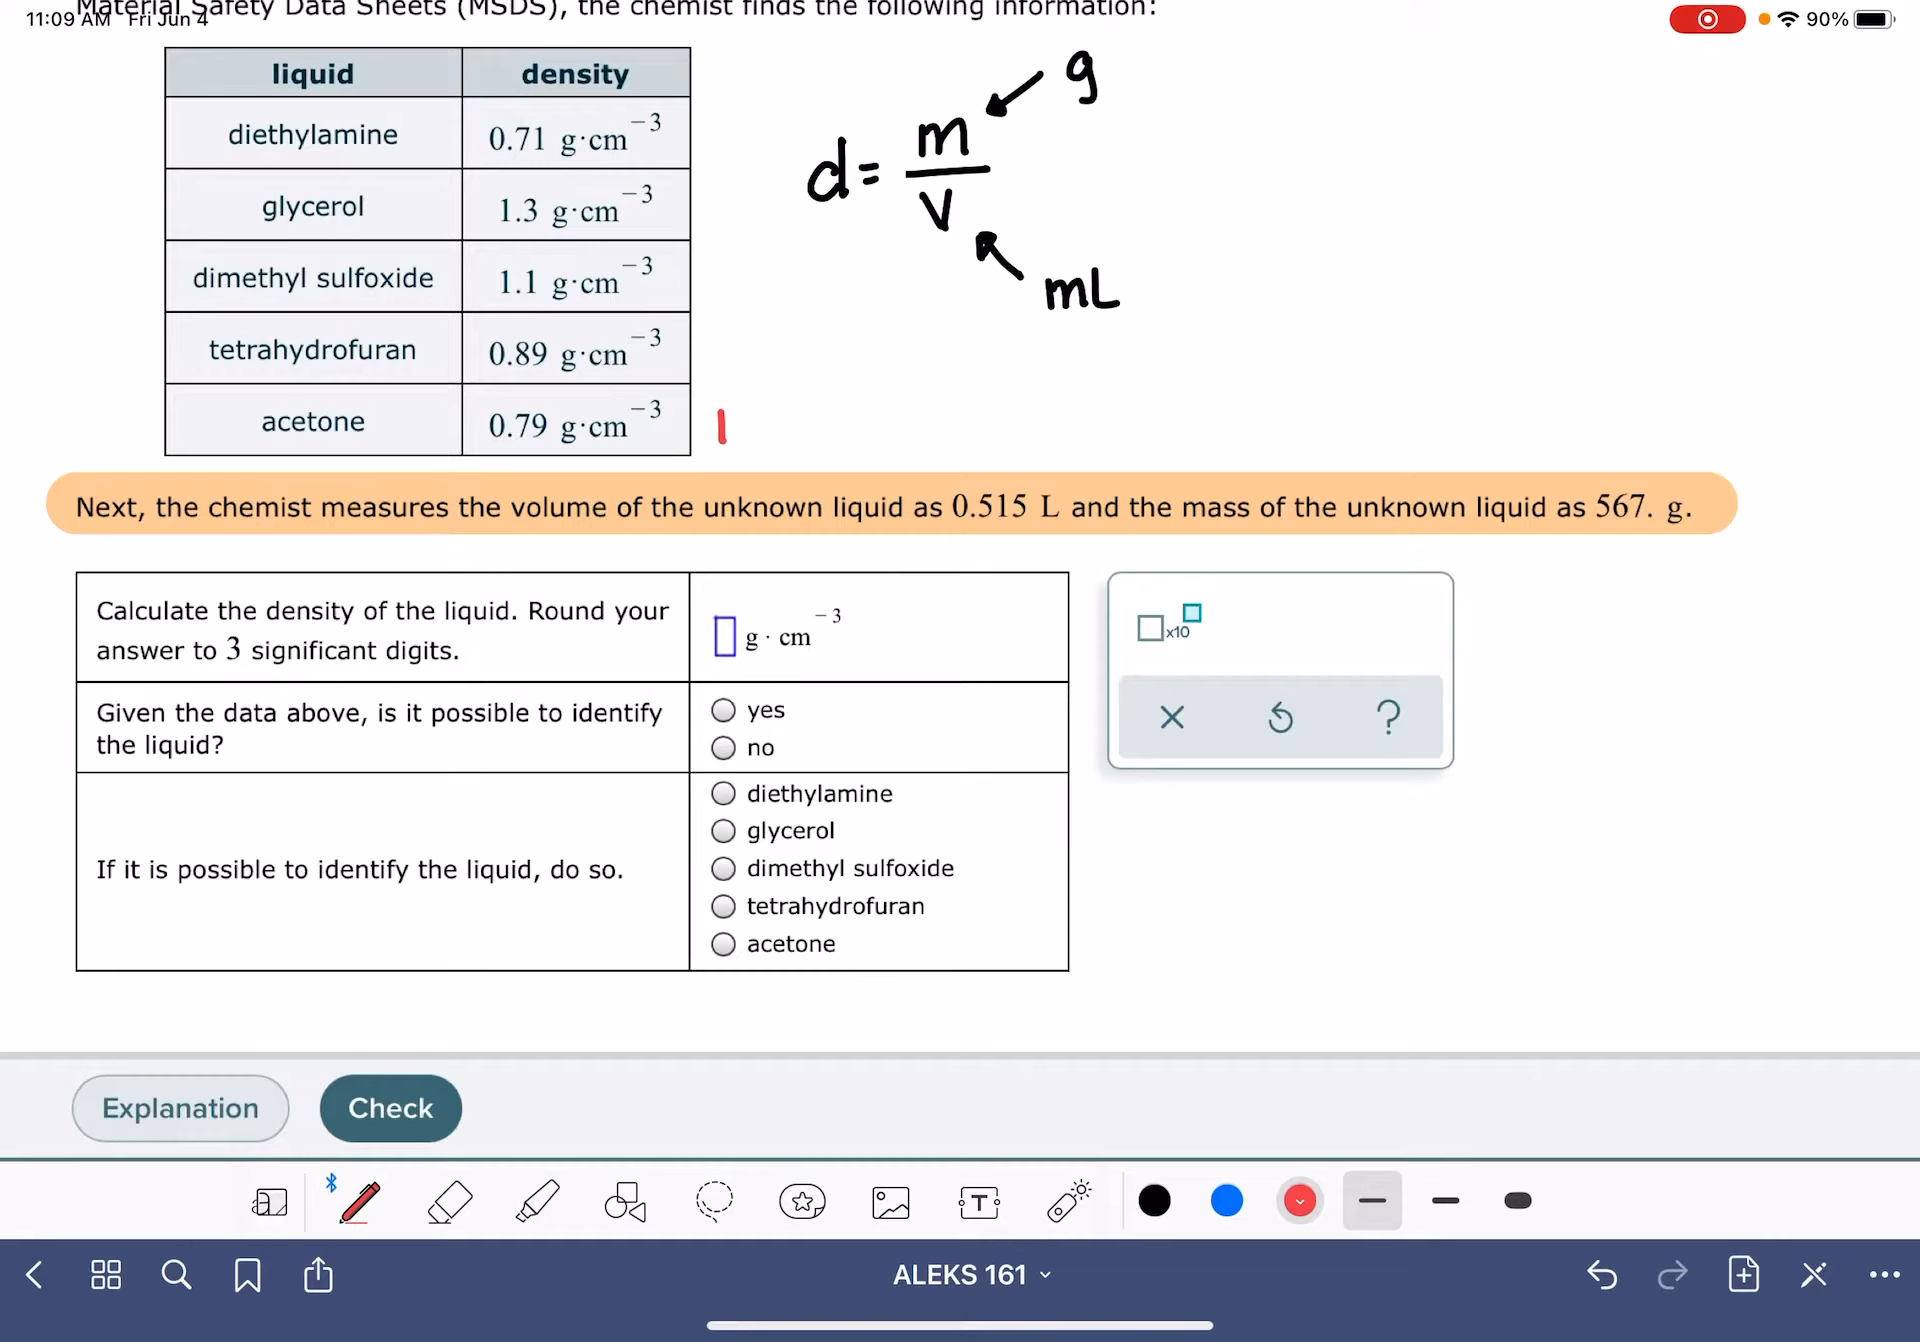 Material Safety Data Sheets (MSDS), the chemist finds the following information:
11:09 AM Fri Jun 4
90%
liquid density
diethylamine 0.71 g·cm⁻³
glycerol 1.3 g·cm⁻³
dimethyl sulfoxide 1.1 g·cm⁻³
tetrahydrofuran 0.89 g·cm⁻³
acetone 0.79 g·cm⁻³
g
d= m
v
mL
Next, the chemist measures the volume of the unknown liquid as 0.515 L and the mass of the unknown liquid as 567. g.
Calculate the density of the liquid. Round your
answer to 3 significant digits.
g · cm⁻³
Given the data above, is it possible to identify
the liquid?
yes
no
If it is possible to identify the liquid, do so.
diethylamine
glycerol
dimethyl sulfoxide
tetrahydrofuran
acetone
x10
?
Explanation
Check
a
T
ALEKS 161